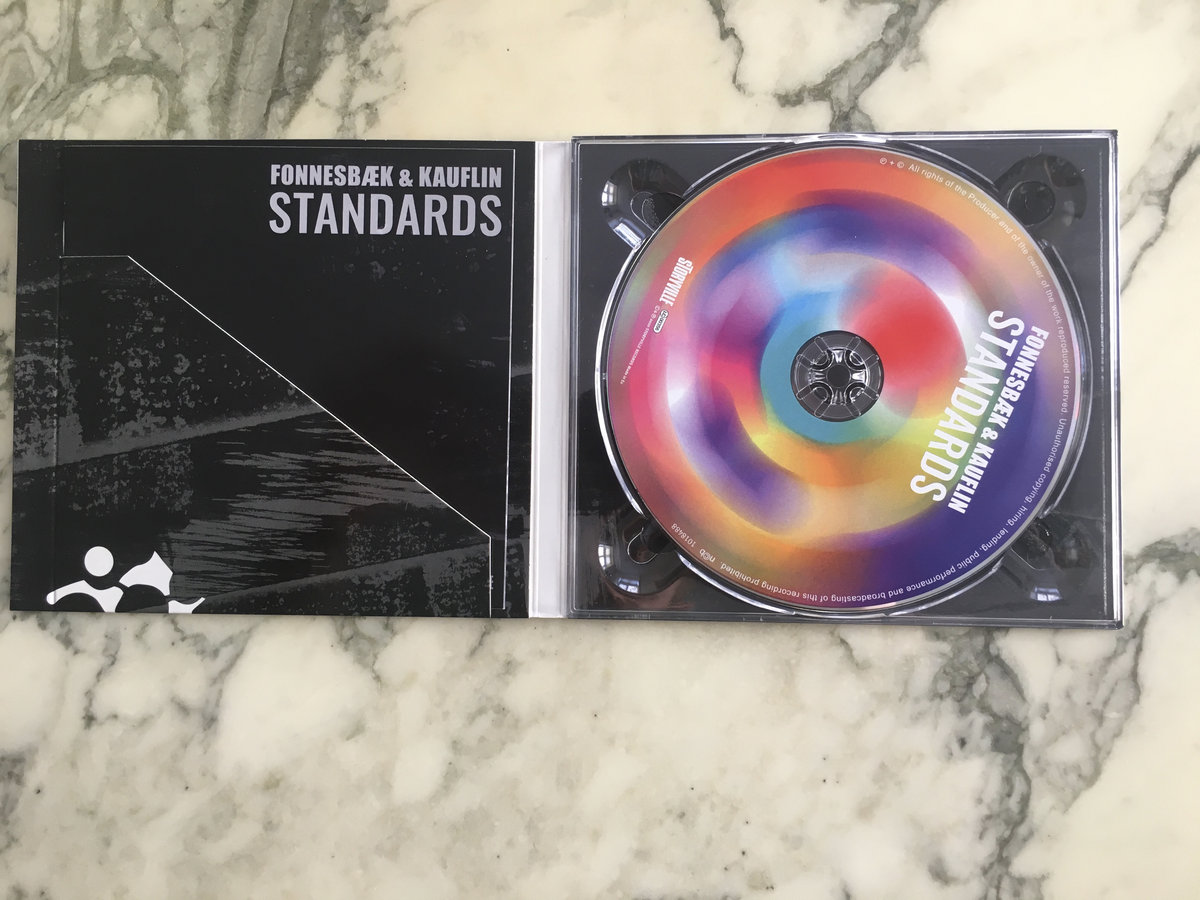 FONNESBÆK & KAUFLIN
STANDARDS
℗ + © All rights of the Producer and of the owner of the work reproduced reserved. Unauthorised copying, hiring, lending, public performance and broadcasting of this recording prohibited. n©b 1018488
STORYVILLE
FONNESBÆK & KAUFLIN
STANDARDS